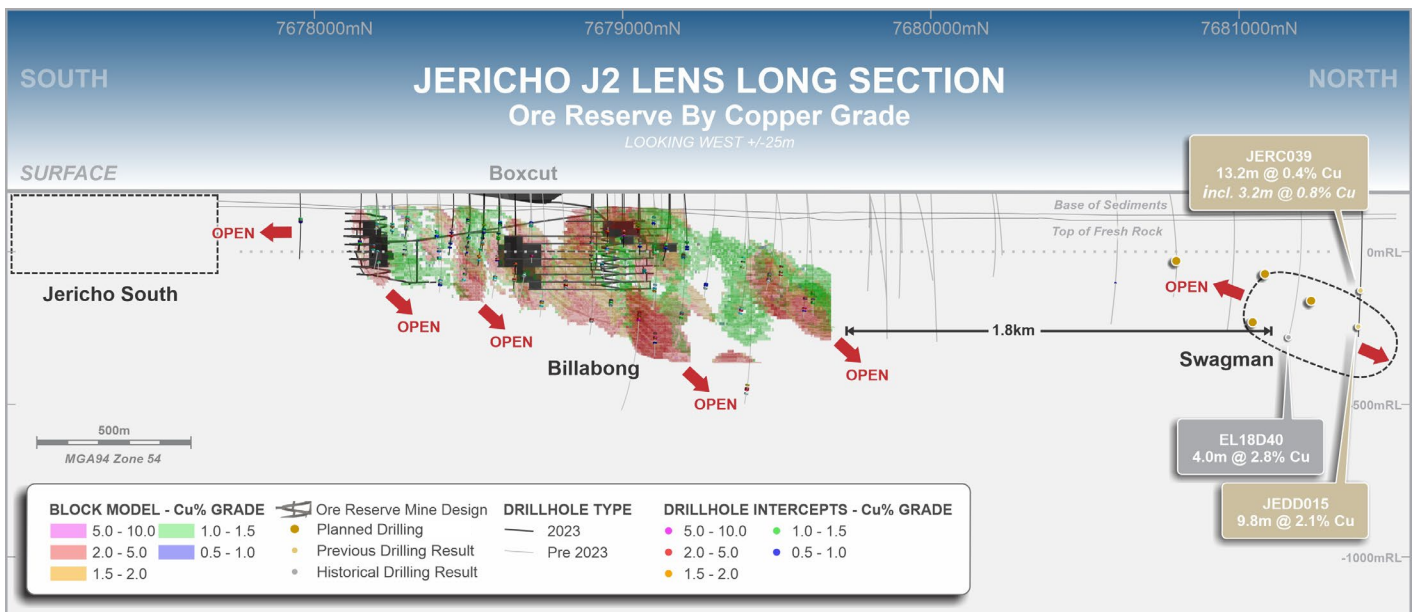 7678000mN 7679000mN 7680000mN 7681000mN
SOUTH
NORTH
JERICHO J2 LENS LONG SECTION
Ore Reserve By Copper Grade
LOOKING WEST +/-25m
SURFACE
Boxcut
JERC039
13.2m @ 0.4% Cu
incl. 3.2m @ 0.8% Cu
Base of Sediments
Top of Fresh Rock
OPEN
0mRL
Jericho South
OPEN
OPEN
OPEN
1.8km
Billabong
Swagman
OPEN
OPEN
-500mRL
500m
MGA94 Zone 54
EL18D40
4.0m @ 2.8% Cu
JEDD015
9.8m @ 2.1% Cu
-1000mRL
BLOCK MODEL - Cu% GRADE
5.0 - 10.0
1.0 - 1.5
2.0 - 5.0
0.5 - 1.0
1.5 - 2.0
Ore Reserve Mine Design
Planned Drilling
Previous Drilling Result
Historical Drilling Result
DRILLHOLE TYPE
2023
Pre 2023
DRILLHOLE INTERCEPTS - Cu% GRADE
5.0 - 10.0
1.0 - 1.5
2.0 - 5.0
0.5 - 1.0
1.5 - 2.0